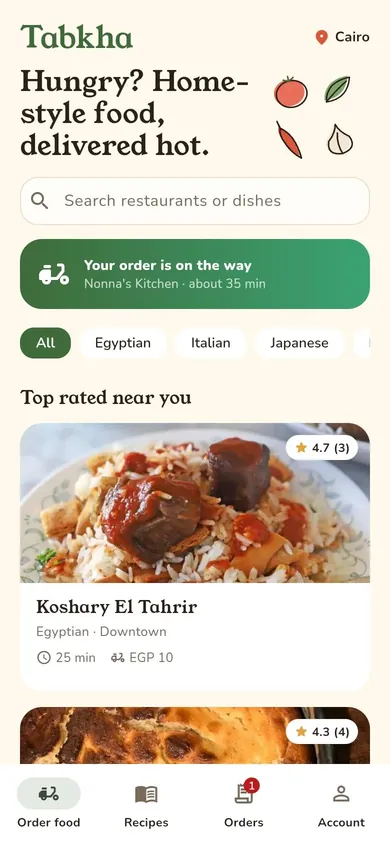 Tabkha
Cairo
Hungry? Home-
style food,
delivered hot.
Search restaurants or dishes
Your order is on the way
Nonna's Kitchen · about 35 min
All
Egyptian
Italian
Japanese
Top rated near you
4.7 (3)
Koshary El Tahrir
Egyptian · Downtown
25 min
EGP 10
4.3 (4)
1
Order food
Recipes
Orders
Account